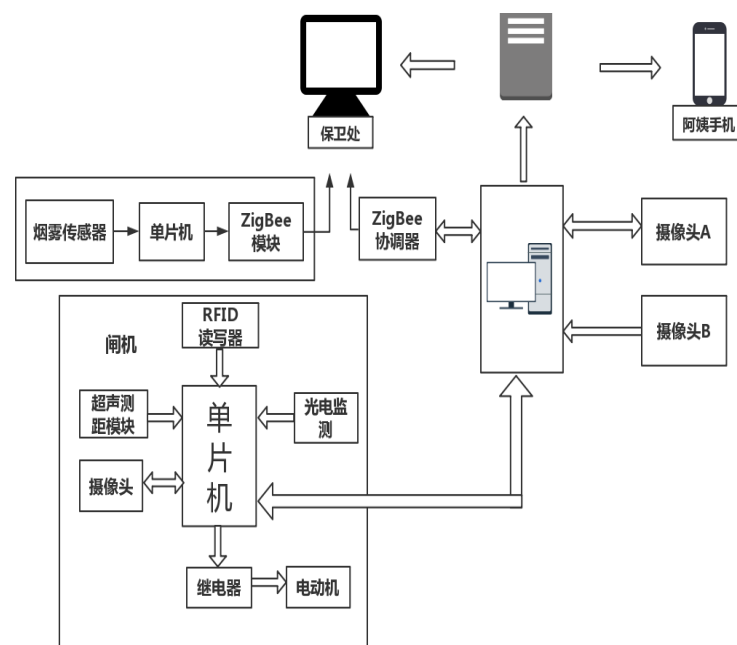 保卫处
阿姨手机
烟雾传感器
单片机
ZigBee
模块
ZigBee
协调器
摄像头A
摄像头B
闸机
RFID
读写器
超声测
距模块
单
片
机
光电监
测
摄像头
继电器
电动机